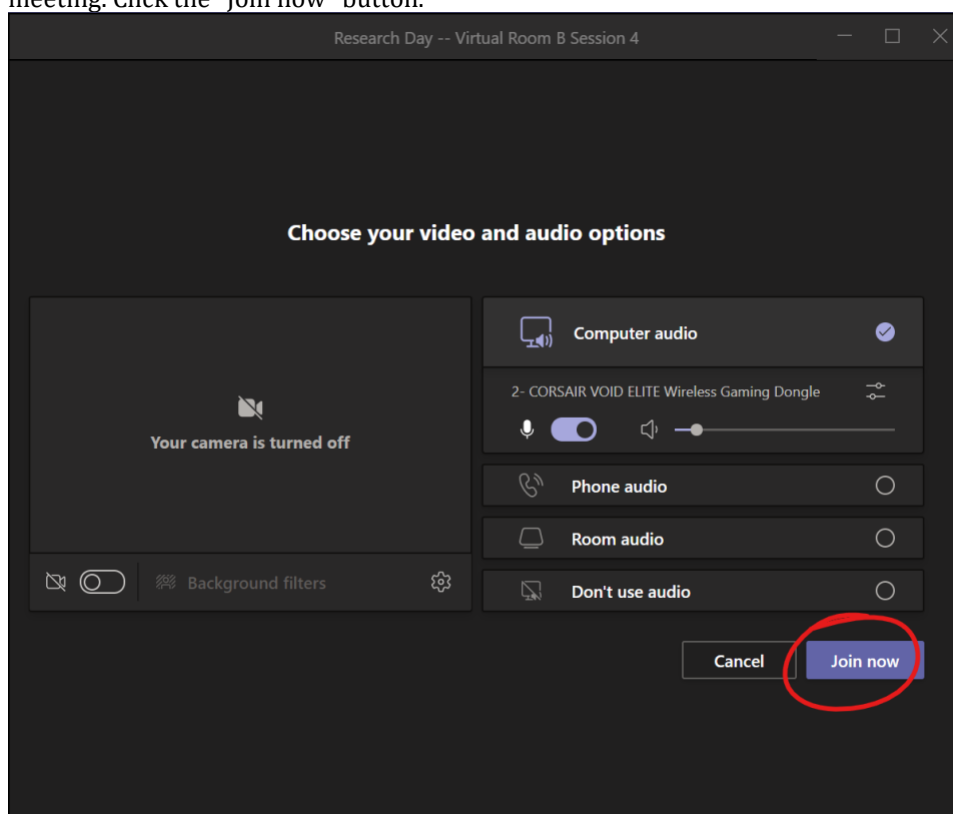 meeting. Click the "Join now" button.
Research Day -- Virtual Room B Session 4
Choose your video and audio options
Computer audio
2- CORSAIR VOID ELITE Wireless Gaming Dongle
Your camera is turned off
Phone audio
Room audio
Background filters
Don't use audio
Cancel
Join now